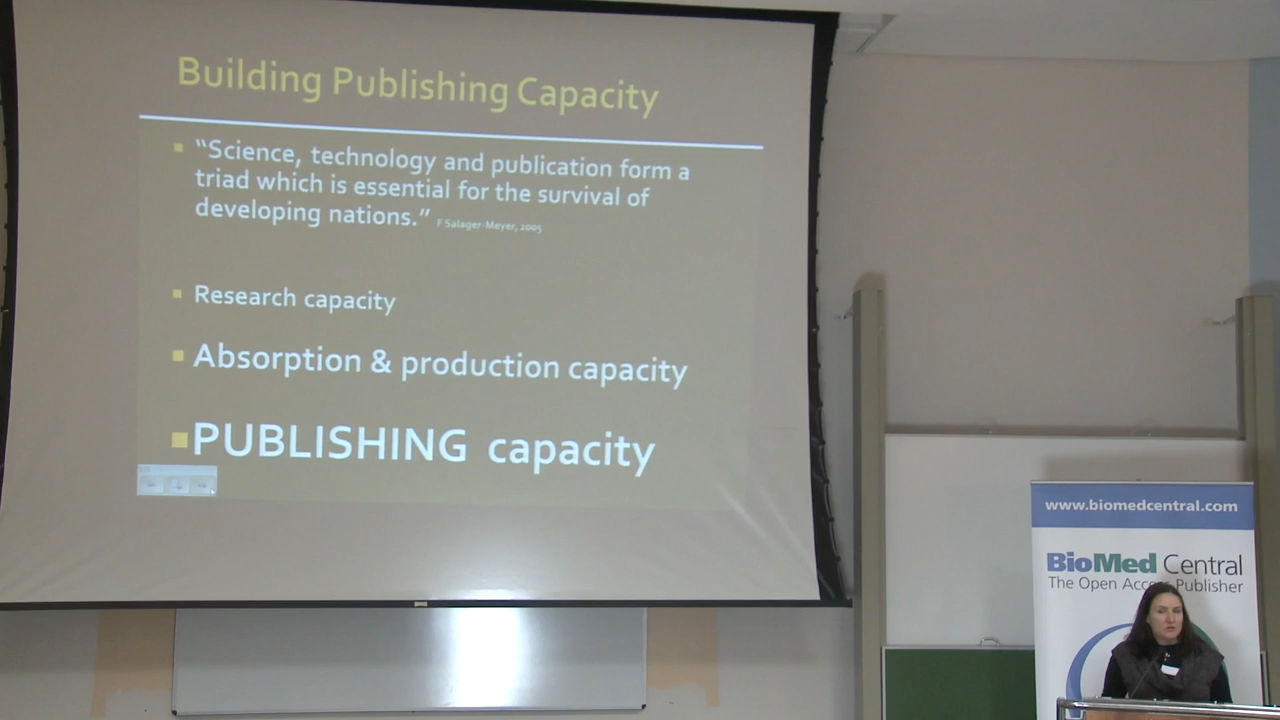 Building Publishing Capacity
“Science, technology and publication form a
triad which is essential for the survival of
developing nations.” F Salager-Meyer, 2005
Research capacity
Absorption & production capacity
PUBLISHING capacity
www.biomedcentral.com
BioMed Central
The Open Access Publisher